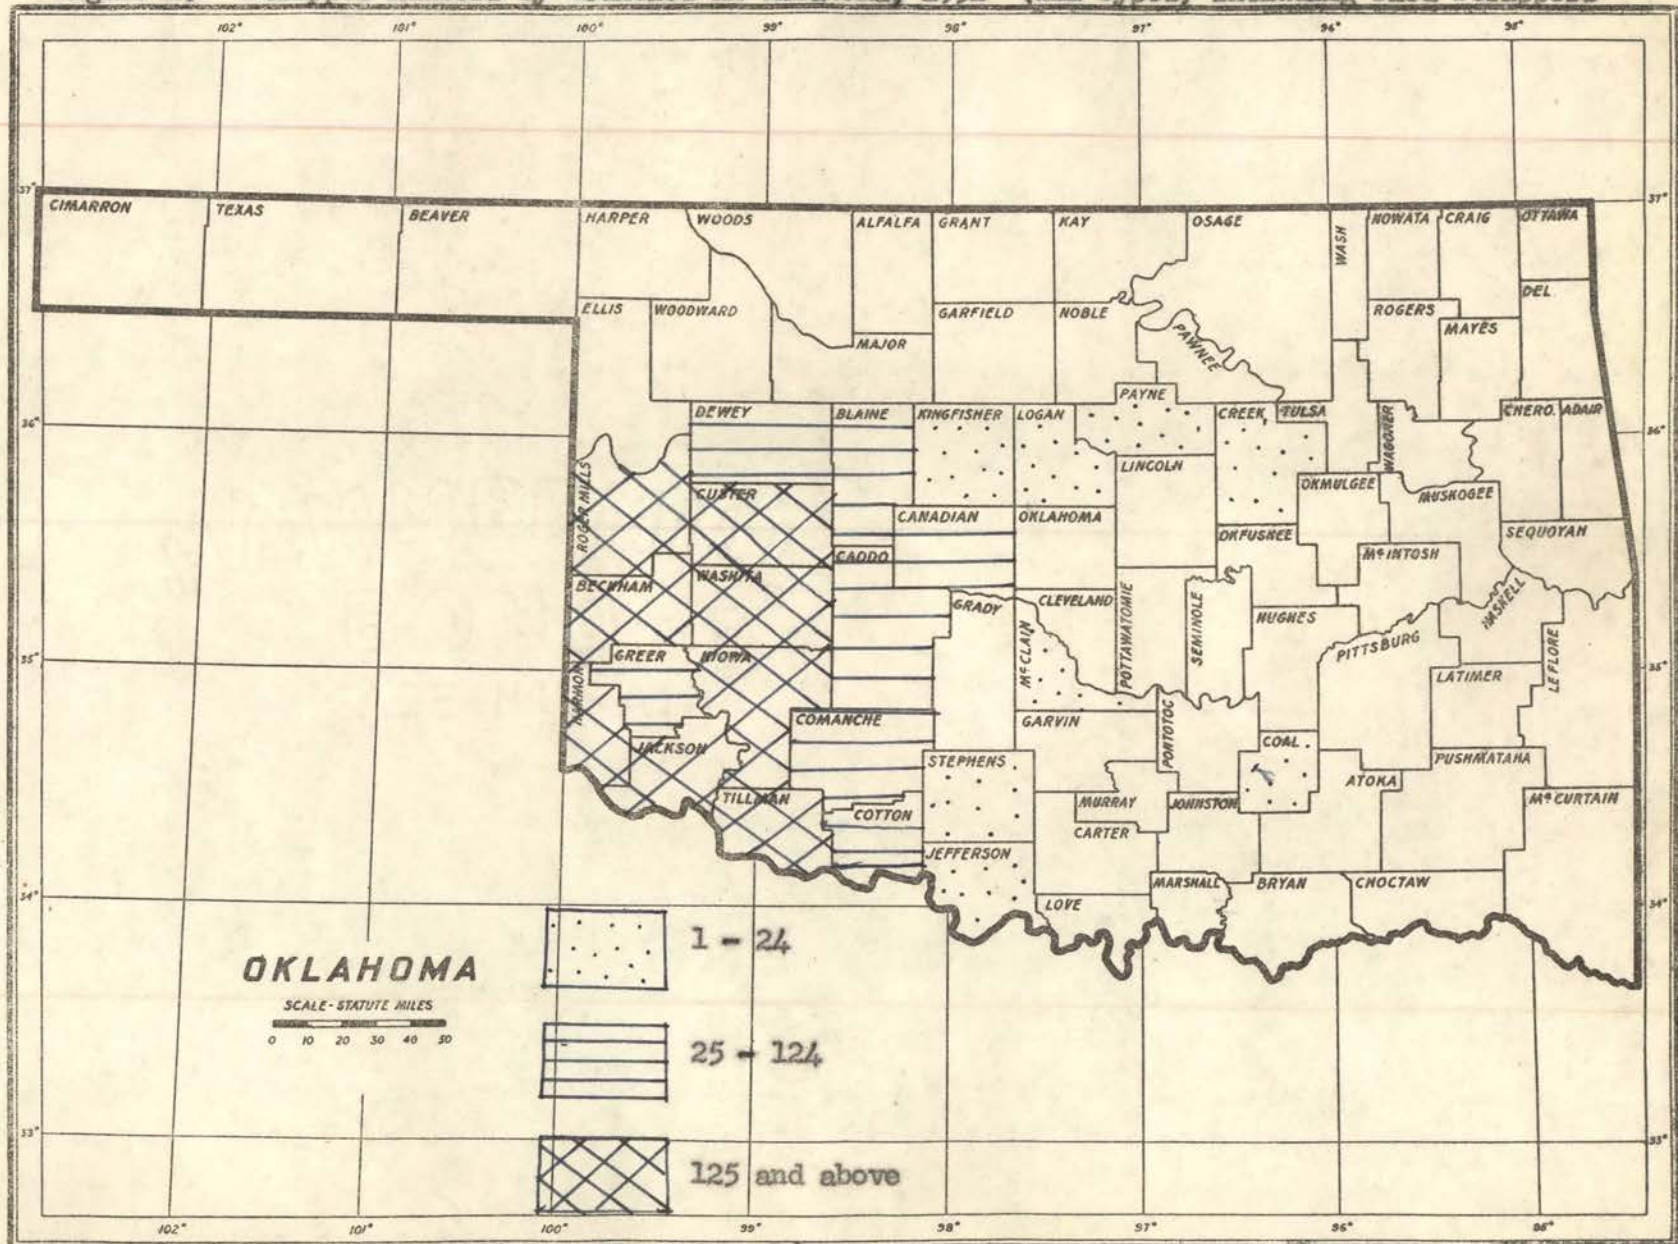 102° 101° 100° 99° 98° 97° 96° 95°
37° 37°
CIMARRON TEXAS BEAVER HARPER WOODS ALFALFA GRANT KAY OSAGE WASH NOWATA CRAIG OTTAWA
ELLIS WOODWARD MAJOR GARFIELD NOBLE PAWNEE ROGERS MAYES DEL
36° 36°
DEWEY BLAINE KINGFISHER LOGAN PAYNE CREEK TULSA WAGONER CHERO. ADAIR
ROGER MILLS CUSTER CANADIAN OKLAHOMA LINCOLN OKMULGEE MUSKOGEE
CADDO OKFUSKEE McINTOSH SEQUOYAH
BECKHAM WASHITA GRADY CLEVELAND POTTAWATOMIE SEMINOLE HUGHES HASKELL
35° 35°
HARMON GREER KIOWA McCLAIN PITTSBURG LATIMER LE FLORE
JACKSON COMANCHE GARVIN PONTOTOC COAL
STEPHENS ATOKA PUSHMATAHA
TILLMAN COTTON MURRAY JOHNSTON McCURTAIN
CARTER
JEFFERSON
MARSHALL BRYAN CHOCTAW
LOVE
34° 34°
1 - 24
OKLAHOMA
SCALE - STATUTE MILES
0 10 20 30 40 50
25 - 124
33° 33°
125 and above
102° 101° 100° 99° 98° 97° 96° 95°